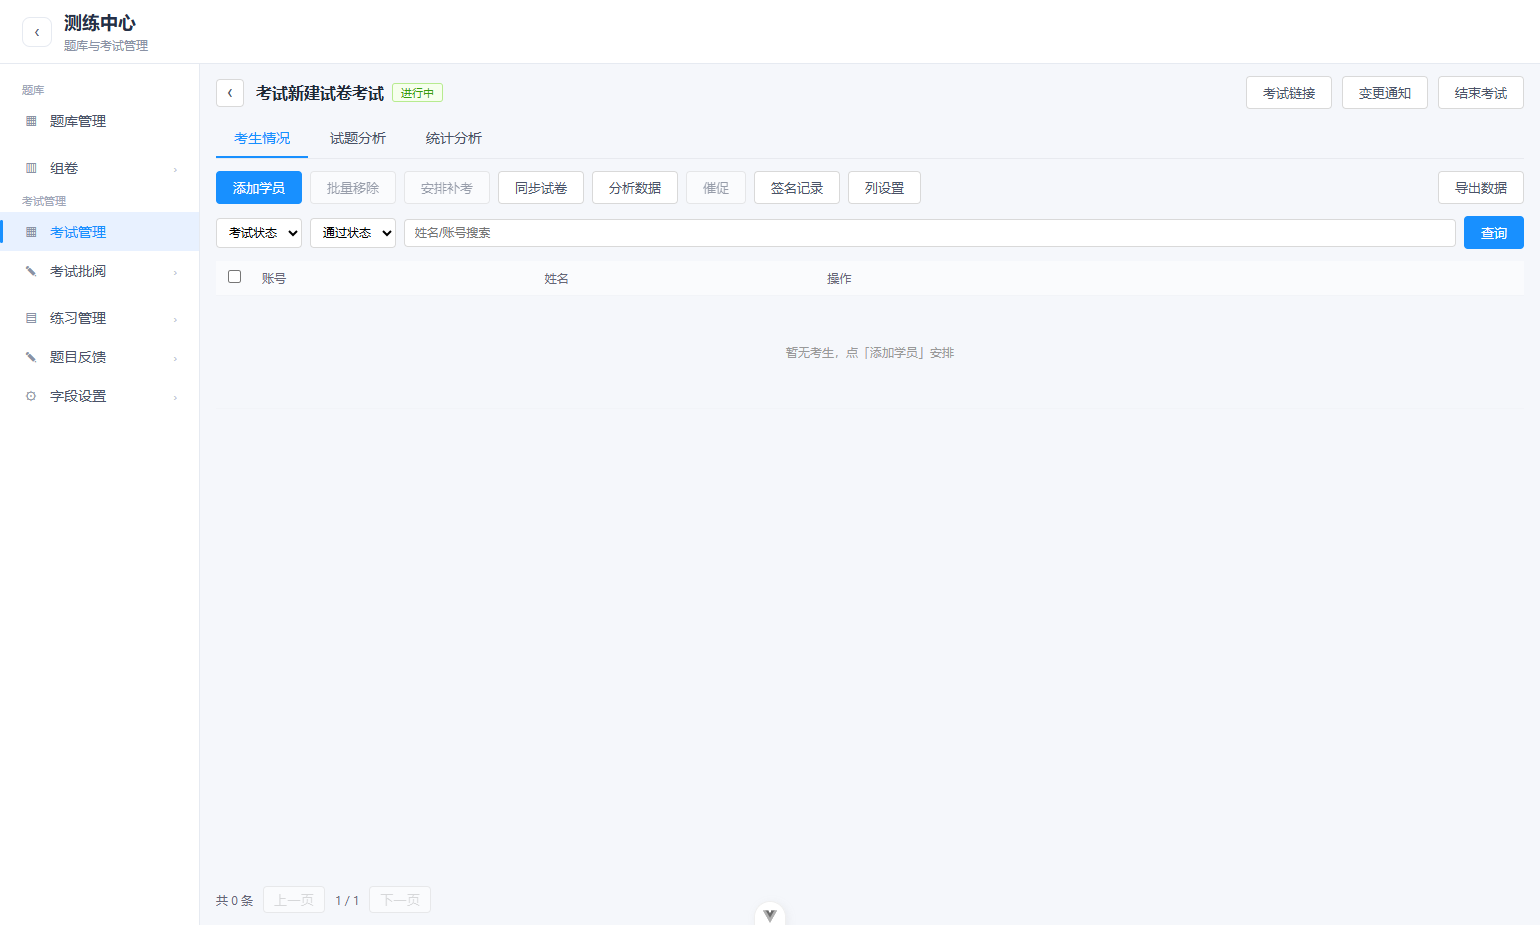 测练中心
题库与考试管理
题库
题库管理
组卷
考试管理
考试管理
考试批阅
练习管理
题目反馈
字段设置
考试新建试卷考试 进行中
考试链接 变更通知 结束考试
考生情况 试题分析 统计分析
添加学员 批量移除 安排补考 同步试卷 分析数据 催促 签名记录 列设置 导出数据
考试状态 通过状态 姓名/账号搜索 查询
账号 姓名 操作
暂无考生，点「添加学员」安排
共 0 条 上一页 1 / 1 下一页